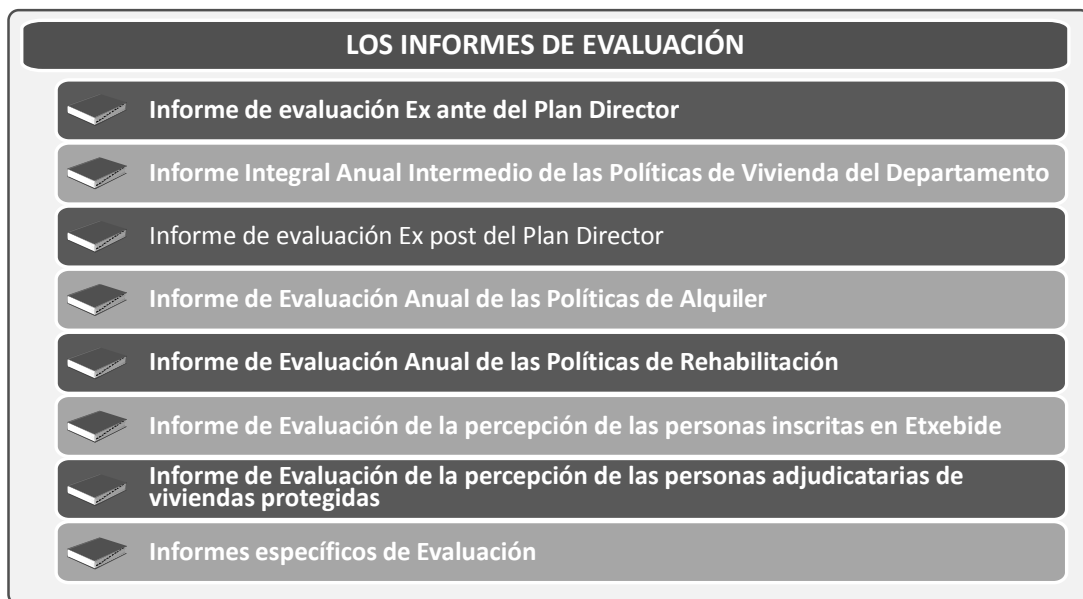 LOS INFORMES DE EVALUACIÓN
Informe de evaluación Ex ante del Plan Director
Informe Integral Anual Intermedio de las Políticas de Vivienda del Departamento
Informe de evaluación Ex post del Plan Director
Informe de Evaluación Anual de las Políticas de Alquiler
Informe de Evaluación Anual de las Políticas de Rehabilitación
Informe de Evaluación de la percepción de las personas inscritas en Etxebide
Informe de Evaluación de la percepción de las personas adjudicatarias de
viviendas protegidas
Informes específicos de Evaluación